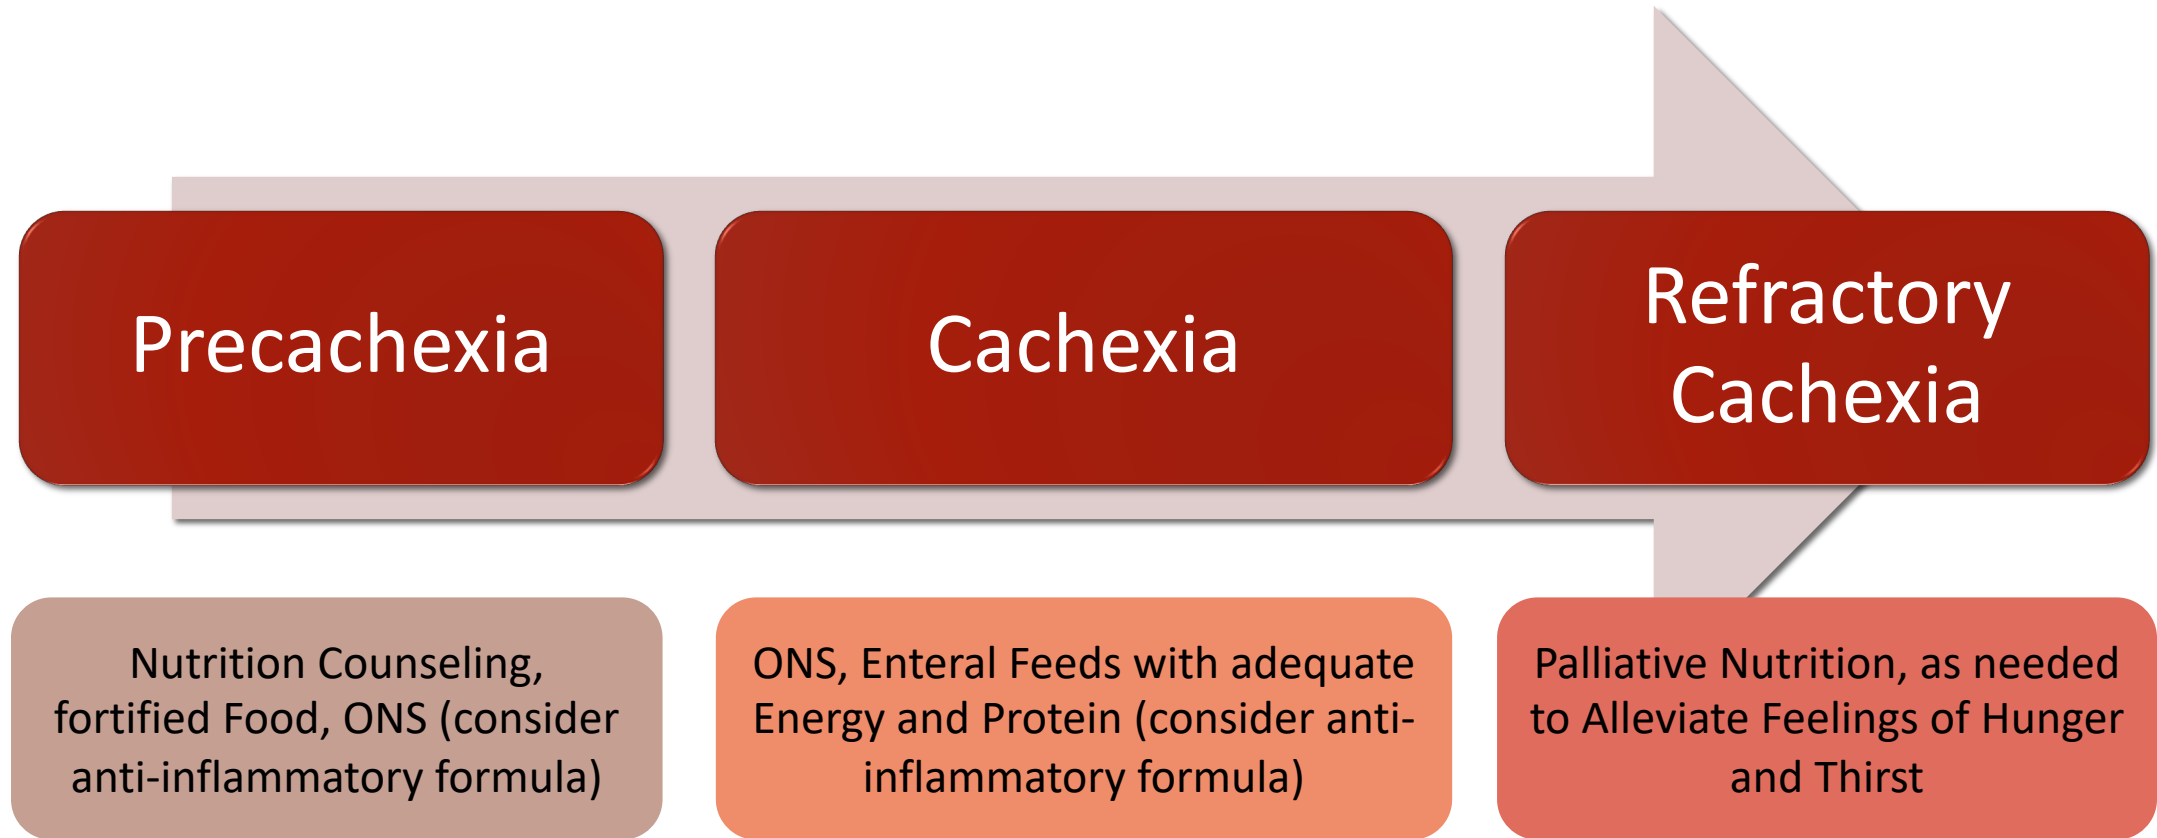 Precachexia
Cachexia
Refractory
Cachexia
Nutrition Counseling,
fortified Food, ONS (consider
anti-inflammatory formula)
ONS, Enteral Feeds with adequate
Energy and Protein (consider anti-
inflammatory formula)
Palliative Nutrition, as needed
to Alleviate Feelings of Hunger
and Thirst